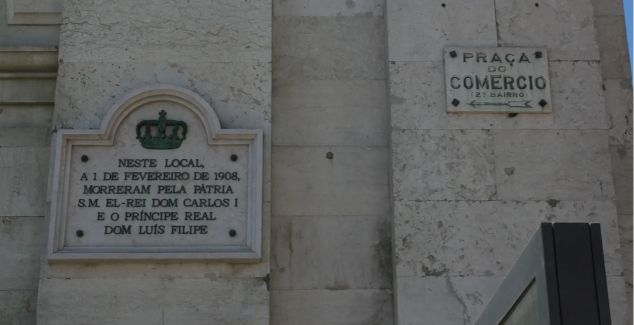 NESTE LOCAL,
A 1 DE FEVEREIRO DE 1908,
MORRERAM PELA PÁTRIA
S.M. EL-REI DOM CARLOS I
E O PRÍNCIPE REAL
DOM LUÍS FILIPE
PRAÇA
DO
COMERCIO
(2º BAIRRO)